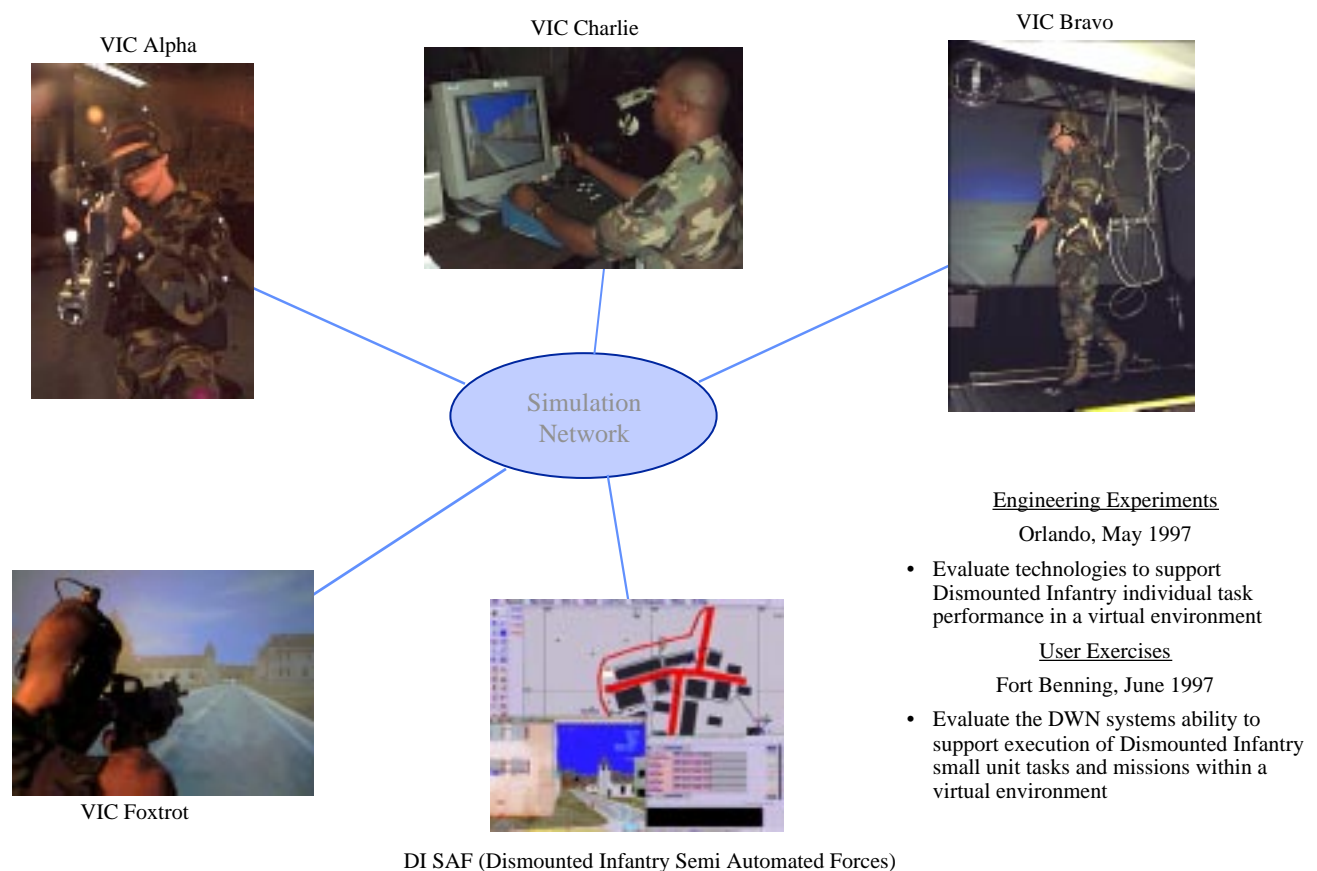 VIC Alpha
VIC Charlie
VIC Bravo
Simulation
Network
Engineering Experiments
Orlando, May 1997
• Evaluate technologies to support
Dismounted Infantry individual task
performance in a virtual environment
User Exercises
Fort Benning, June 1997
• Evaluate the DWN systems ability to
support execution of Dismounted Infantry
small unit tasks and missions within a
virtual environment
VIC Foxtrot
DI SAF (Dismounted Infantry Semi Automated Forces)